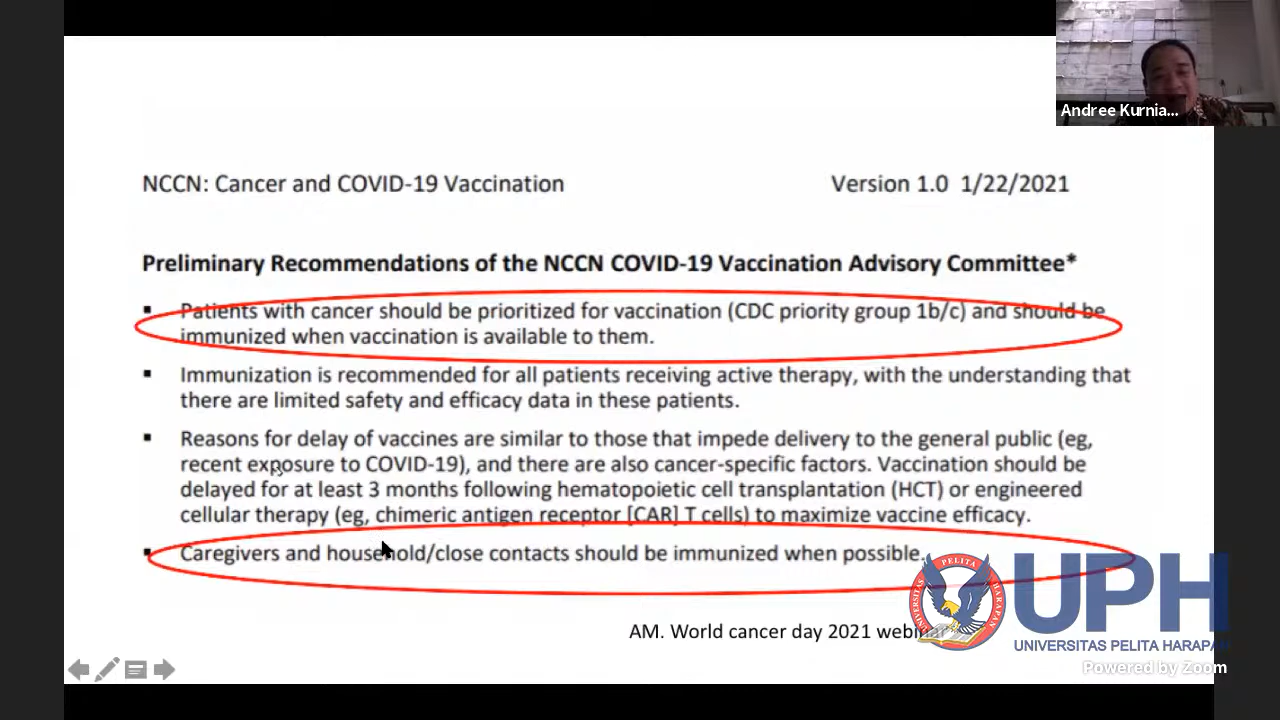 Andree Kurnia...
NCCN: Cancer and COVID-19 Vaccination Version 1.0 1/22/2021
Preliminary Recommendations of the NCCN COVID-19 Vaccination Advisory Committee*
▪ Patients with cancer should be prioritized for vaccination (CDC priority group 1b/c) and should be
immunized when vaccination is available to them.
▪ Immunization is recommended for all patients receiving active therapy, with the understanding that
there are limited safety and efficacy data in these patients.
▪ Reasons for delay of vaccines are similar to those that impede delivery to the general public (eg,
recent exposure to COVID-19), and there are also cancer-specific factors. Vaccination should be
delayed for at least 3 months following hematopoietic cell transplantation (HCT) or engineered
cellular therapy (eg, chimeric antigen receptor [CAR] T cells) to maximize vaccine efficacy.
▪ Caregivers and household/close contacts should be immunized when possible.
AM. World cancer day 2021 webinar
UNIVERSITAS PELITA HARAPAN
UPH
UNIVERSITAS PELITA HARAPAN
Powered by Zoom